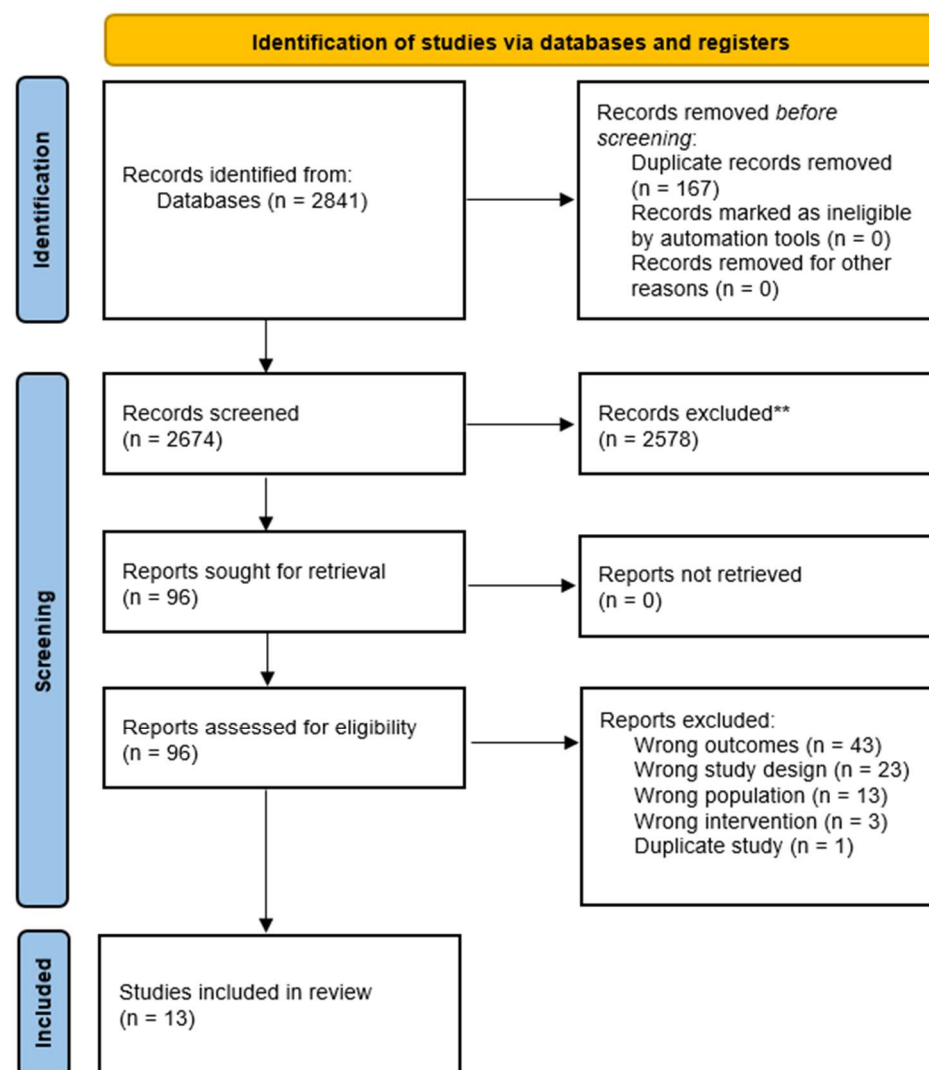 Identification of studies via databases and registers
Identification
Records identified from:
Databases (n = 2841)
Records removed before
screening:
Duplicate records removed
(n = 167)
Records marked as ineligible
by automation tools (n = 0)
Records removed for other
reasons (n = 0)
Screening
Records screened
(n = 2674)
Records excluded**
(n = 2578)
Reports sought for retrieval
(n = 96)
Reports not retrieved
(n = 0)
Reports assessed for eligibility
(n = 96)
Reports excluded:
Wrong outcomes (n = 43)
Wrong study design (n = 23)
Wrong population (n = 13)
Wrong intervention (n = 3)
Duplicate study (n = 1)
Included
Studies included in review
(n = 13)